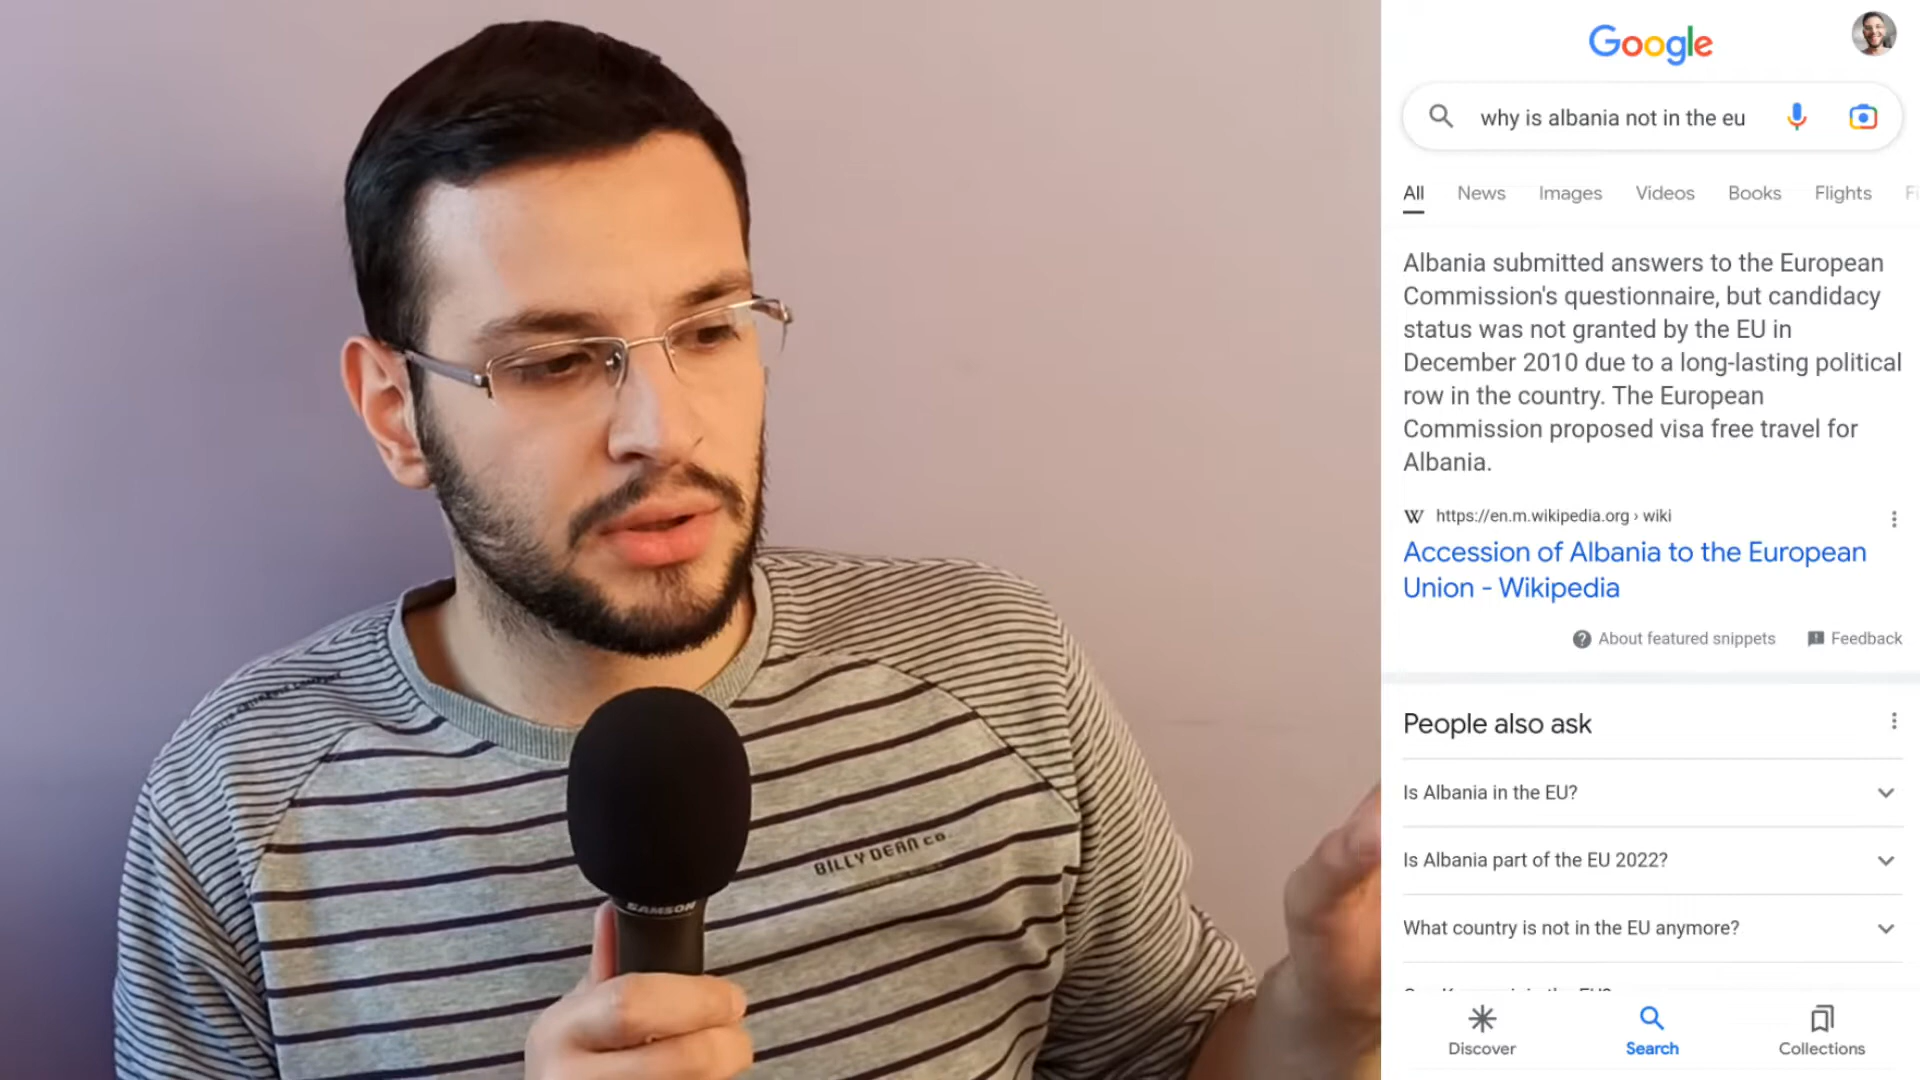 Google
why is albania not in the eu
All News Images Videos Books Flights
Albania submitted answers to the European
Commission's questionnaire, but candidacy
status was not granted by the EU in
December 2010 due to a long-lasting political
row in the country. The European
Commission proposed visa free travel for
Albania.
W https://en.m.wikipedia.org › wiki
Accession of Albania to the European
Union - Wikipedia
About featured snippets Feedback
People also ask
Is Albania in the EU?
Is Albania part of the EU 2022?
What country is not in the EU anymore?
Discover Search Collections
BILLY DEAN CO.
SAMSON